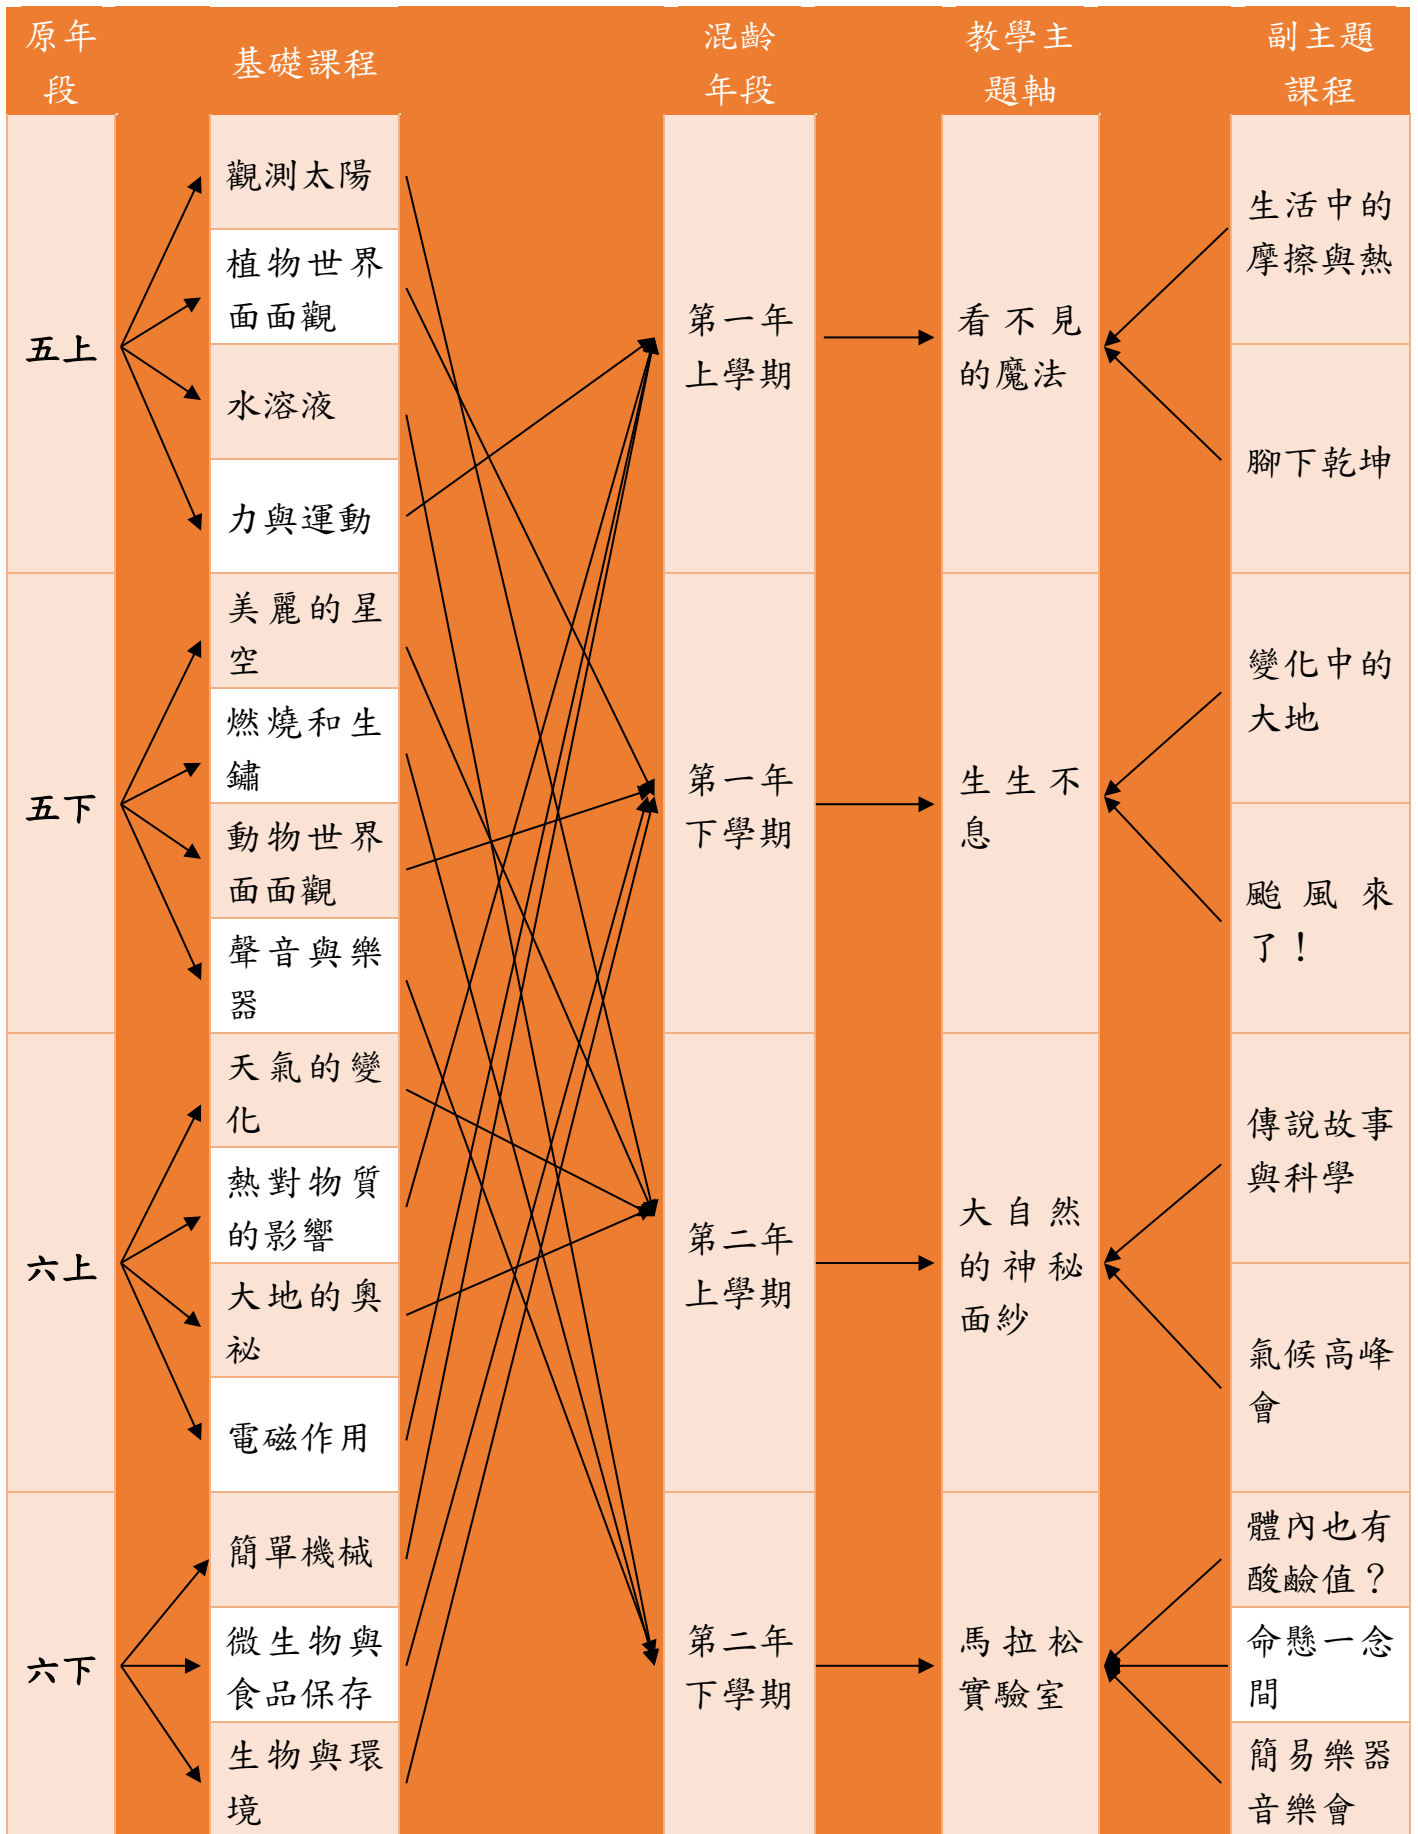 原年
段
基礎課程
混齡
年段
教學主
題軸
副主題
課程
五上
觀測太陽
植物世界
面面觀
水溶液
力與運動
第一年
上學期
看不見
的魔法
生活中的
摩擦與熱
腳下乾坤
五下
美麗的星
空
燃燒和生
鏽
動物世界
面面觀
聲音與樂
器
第一年
下學期
生生不
息
變化中的
大地
颱風來
了！
六上
天氣的變
化
熱對物質
的影響
大地的奧
祕
電磁作用
第二年
上學期
大自然
的神秘
面紗
傳說故事
與科學
氣候高峰
會
六下
簡單機械
微生物與
食品保存
生物與環
境
第二年
下學期
馬拉松
實驗室
體內也有
酸鹼值？
命懸一念
間
簡易樂器
音樂會